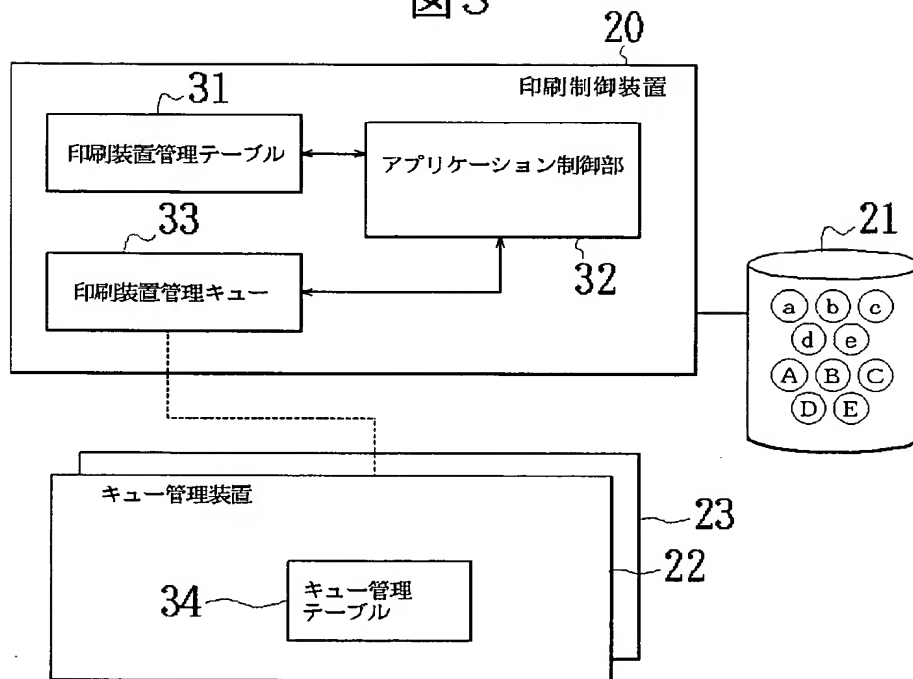 図3
20
印刷制御装置
31
印刷装置管理テーブル
アプリケーション制御部
33
32
印刷装置管理キュー
21
a b c
d e
A B C
D E
キュー管理装置
23
22
34
キュー管理
テーブル